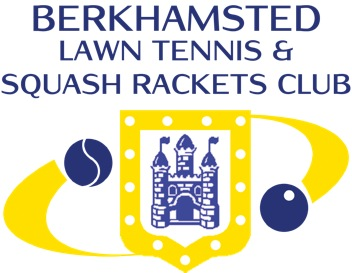 BERKHAMSTED
LAWN TENNIS &
SQUASH RACKETS CLUB